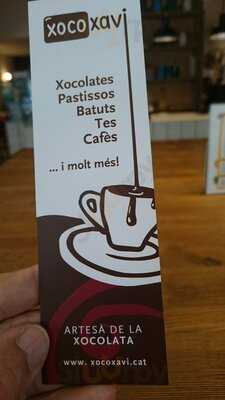 xocoxavi
Xocolates
Pastissos
Batuts
Tes
Cafès
... i molt més!
ARTESÀ DE LA
XOCOLATA
www. xocoxavi.cat